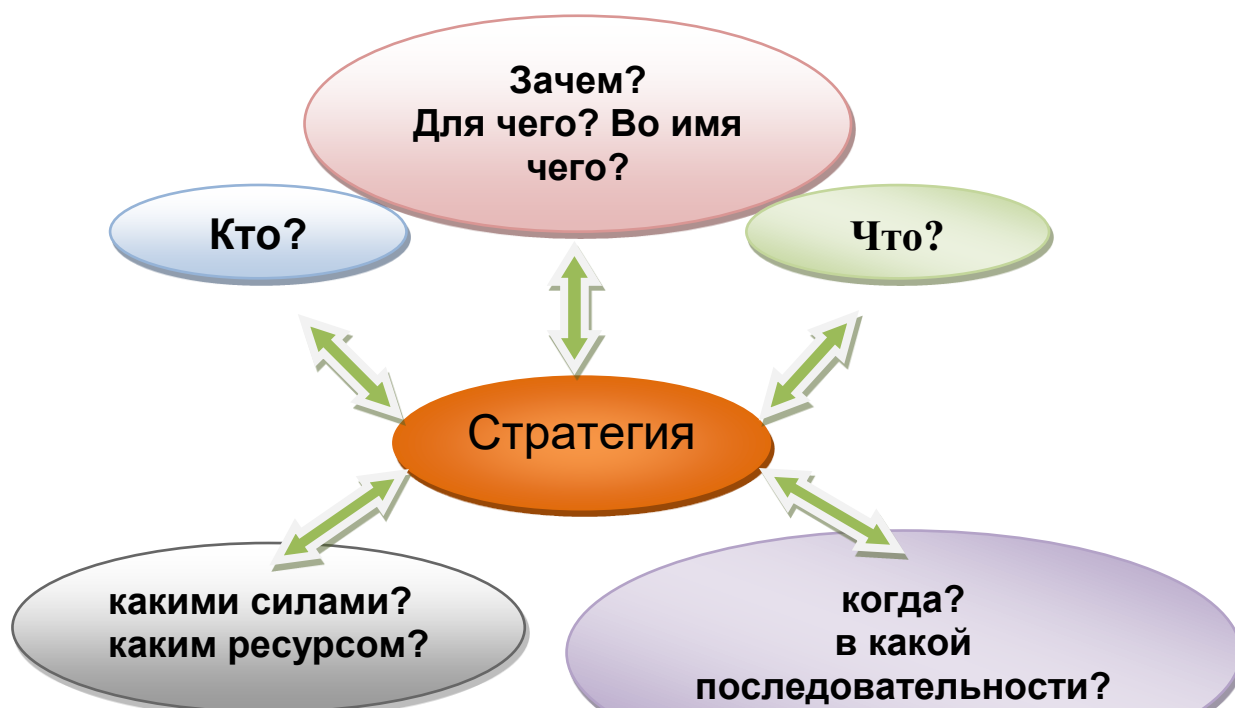 Зачем?
Для чего? Во имя
чего?
Кто?
Что?
Стратегия
какими силами?
каким ресурсом?
когда?
в какой
последовательности?